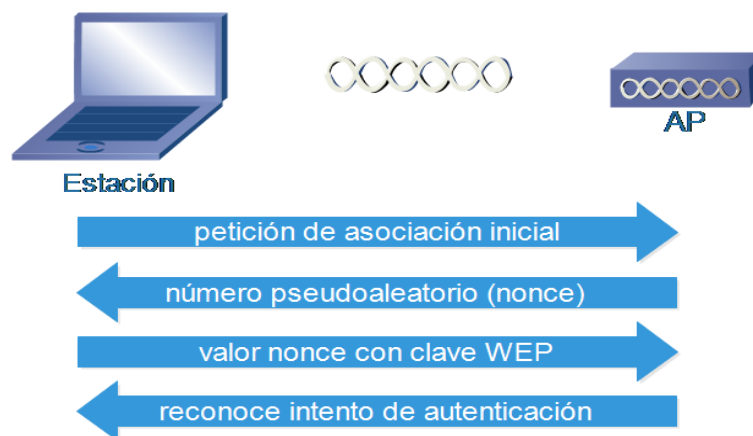 AP
Estación
petición de asociación inicial
número pseudoaleatorio (nonce)
valor nonce con clave WEP
reconoce intento de autenticación